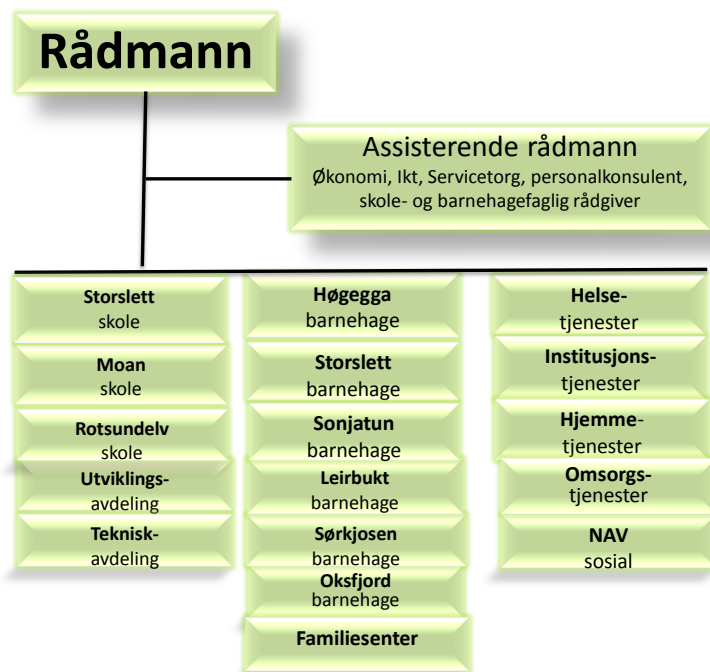 Rådmann
Assisterende rådmann
Økonomi, Ikt, Servicetorg, personalkonsulent,
skole- og barnehagefaglig rådgiver
Storslett
skole
Moan
skole
Rotsundelv
skole
Utviklings-
avdeling
Teknisk-
avdeling
Høgegga
barnehage
Storslett
barnehage
Sonjatun
barnehage
Leirbukt
barnehage
Sørkjosen
barnehage
Oksfjord
barnehage
Familiesenter
Helse-
tjenester
Institusjons-
tjenester
Hjemme-
tjenester
Omsorgs-
tjenester
NAV
sosial